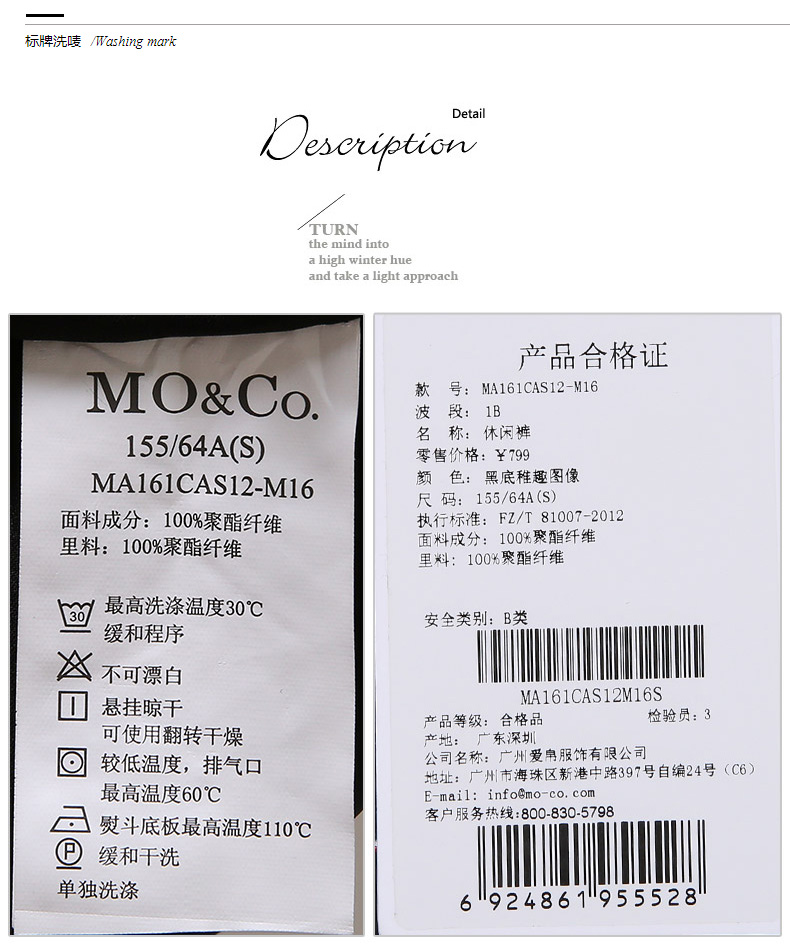 标牌洗唛 /Washing mark
Detail
Description
TURN
the mind into
a high winter hue
and take a light approach
MO&Co.
155/64A(S)
MA161CAS12-M16
面料成分：100%聚酯纤维
里料：100%聚酯纤维
30
最高洗涤温度30℃
缓和程序
不可漂白
悬挂晾干
可使用翻转干燥
较低温度，排气口
最高温度60℃
熨斗底板最高温度110℃
P
缓和干洗
单独洗涤
产品合格证
款 号：MA161CAS12-M16
波 段：1B
名 称：休闲裤
零售价格：¥799
颜 色：黑底稚趣图像
尺 码：155/64A(S)
执行标准：FZ/T 81007-2012
面料成分：100%聚酯纤维
里料：100%聚酯纤维
安全类别：B类
MA161CAS12M16S
产品等级：合格品 检验员：3
产地： 广东深圳
公司名称：广州爱帛服饰有限公司
地址：广州市海珠区新港中路397号自编24号（C6）
E-mail: info@mo-co.com
客户服务热线:800-830-5798
6 924861 955528